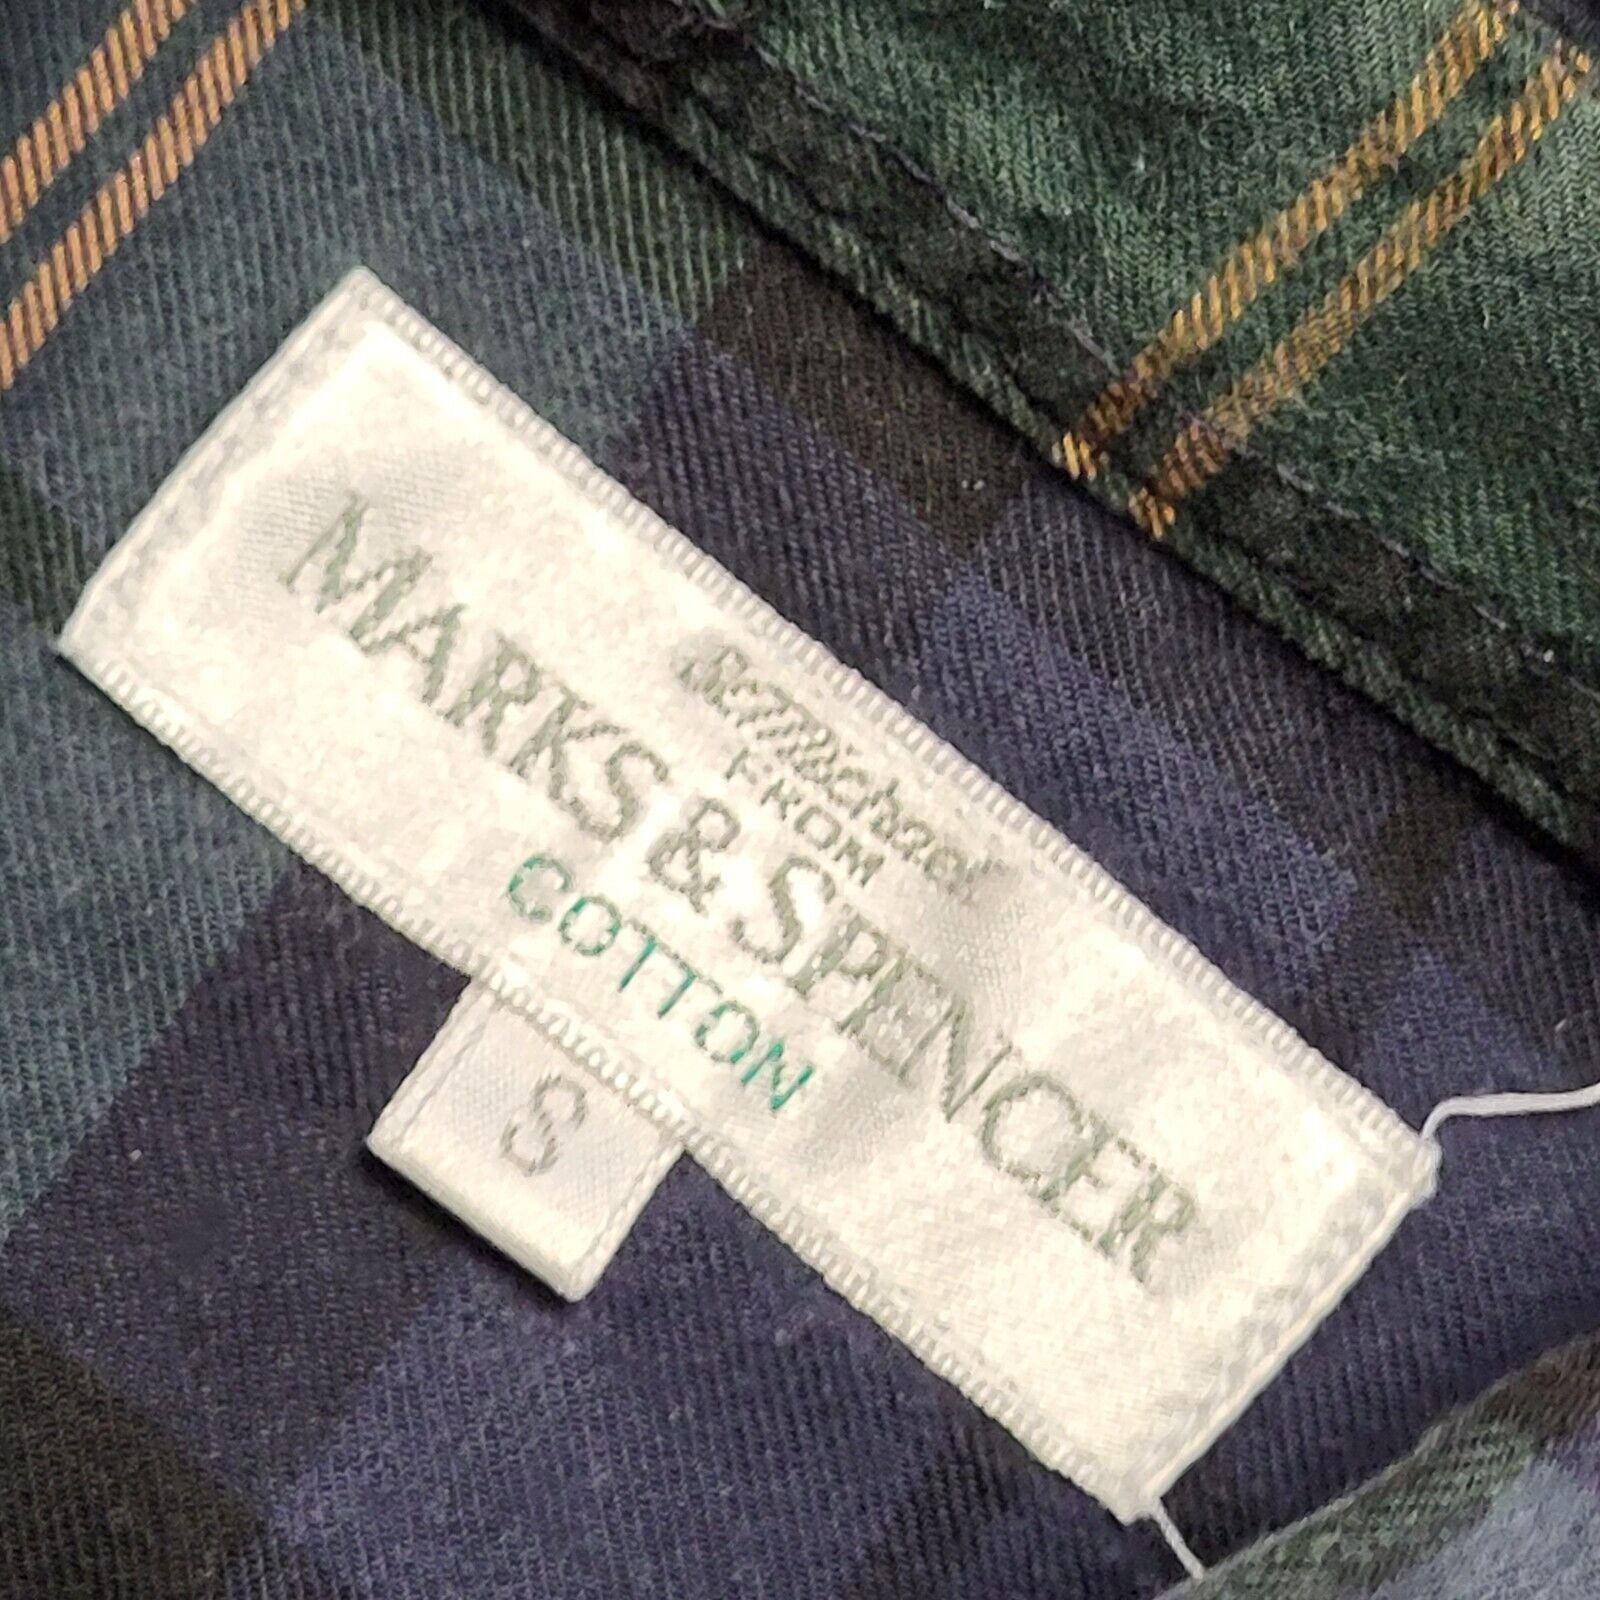 St Michael
FROM
MARKS & SPENCER
COTTON
S